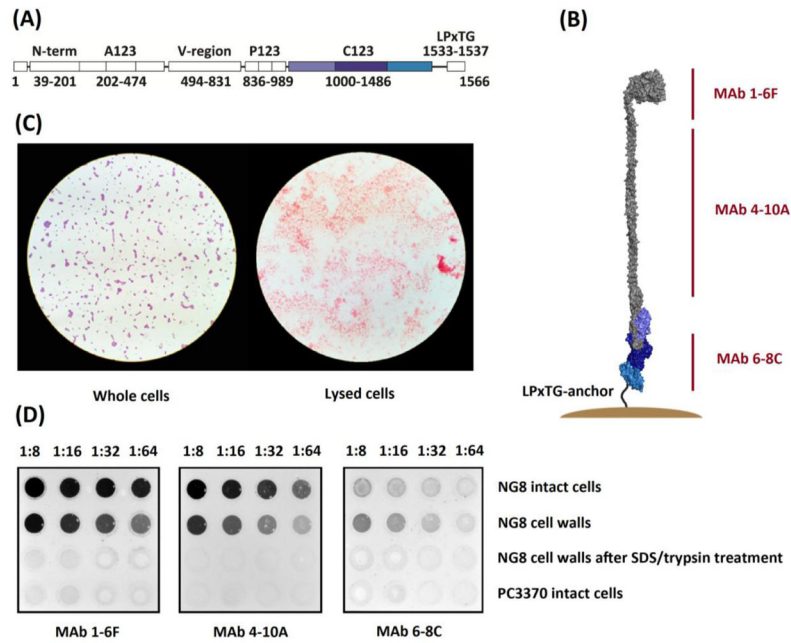 (A)
LPxTG
N-term A123 V-region P123 C123 1533-1537
1 39-201 202-474 494-831 836-989 1000-1486 1566
(B)
MAb 1-6F
MAb 4-10A
MAb 6-8C
LPxTG-anchor
(C)
Whole cells Lysed cells
(D)
1:8 1:16 1:32 1:64 1:8 1:16 1:32 1:64 1:8 1:16 1:32 1:64
NG8 intact cells
NG8 cell walls
NG8 cell walls after SDS/trypsin treatment
PC3370 intact cells
MAb 1-6F MAb 4-10A MAb 6-8C